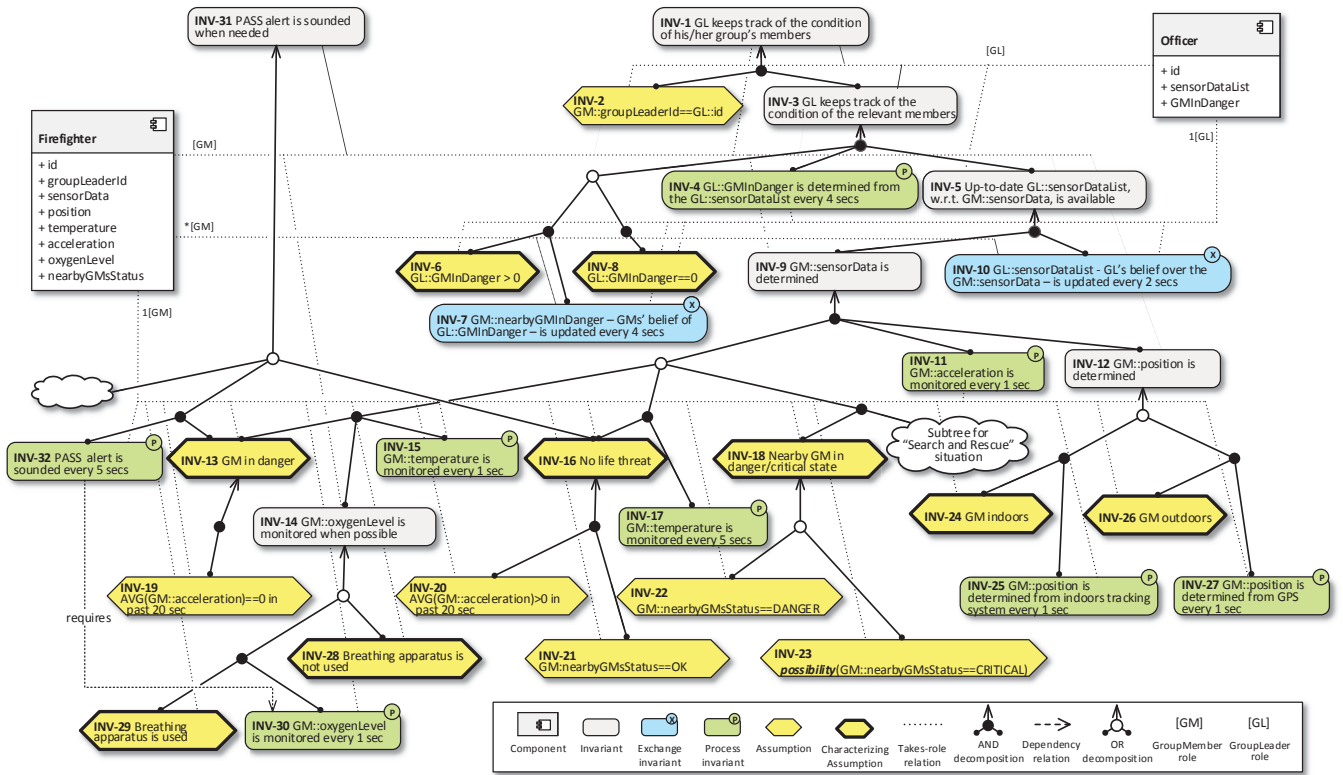 INV-31 PASS alert is sounded
when needed
INV-1 GL keeps track of the condition
of his/her group's members
[GL]
Officer
+ id
+ sensorDataList
+ GMInDanger
INV-2
GM::groupLeaderId==GL::id
INV-3 GL keeps track of the
condition of the relevant members
Firefighter
+ id
+ groupLeaderId
+ sensorData
+ position
+ temperature
+ acceleration
+ oxygenLevel
+ nearbyGMsStatus
[GM]
1[GL]
P
INV-4 GL::GMInDanger is determined from
the GL::sensorDataList every 4 secs
INV-5 Up-to-date GL::sensorDataList,
w.r.t. GM::sensorData, is available
*[GM]
INV-6
GL::GMInDanger > 0
INV-8
GL::GMInDanger==0
INV-9 GM::sensorData is
determined
X
INV-10 GL::sensorDataList - GL's belief over the
GM::sensorData – is updated every 2 secs
X
INV-7 GM::nearbyGMInDanger – GMs' belief of
GL::GMInDanger – is updated every 4 secs
1[GM]
P
INV-11
GM::acceleration is
monitored every 1 sec
INV-12 GM::position is
determined
P
INV-32 PASS alert is
sounded every 5 secs
INV-13 GM in danger
P
INV-15
GM::temperature is
monitored every 1 sec
INV-16 No life threat
INV-18 Nearby GM in
danger/critical state
Subtree for
"Search and Rescue"
situation
INV-14 GM::oxygenLevel is
monitored when possible
P
INV-17
GM::temperature is
monitored every 5 secs
INV-24 GM indoors
INV-26 GM outdoors
INV-19
AVG(GM::acceleration)==0 in
past 20 sec
INV-20
AVG(GM::acceleration)>0 in
past 20 sec
INV-22
GM::nearbyGMsStatus==DANGER
P
INV-25 GM::position is
determined from indoors tracking
system every 1 sec
P
INV-27 GM::position is
determined from GPS
every 1 sec
requires
INV-28 Breathing apparatus is
not used
INV-21
GM:nearbyGMsStatus==OK
INV-23
possibility(GM::nearbyGMsStatus==CRITICAL)
INV-29 Breathing
apparatus is used
P
INV-30 GM::oxygenLevel
is monitored every 1 sec
X
P
[GM]
[GL]
Component
Invariant
Exchange
invariant
Process
invariant
Assumption
Characterizing
Assumption
Takes-role
relation
AND
decomposition
Dependency
relation
OR
decomposition
GroupMember
role
GroupLeader
role